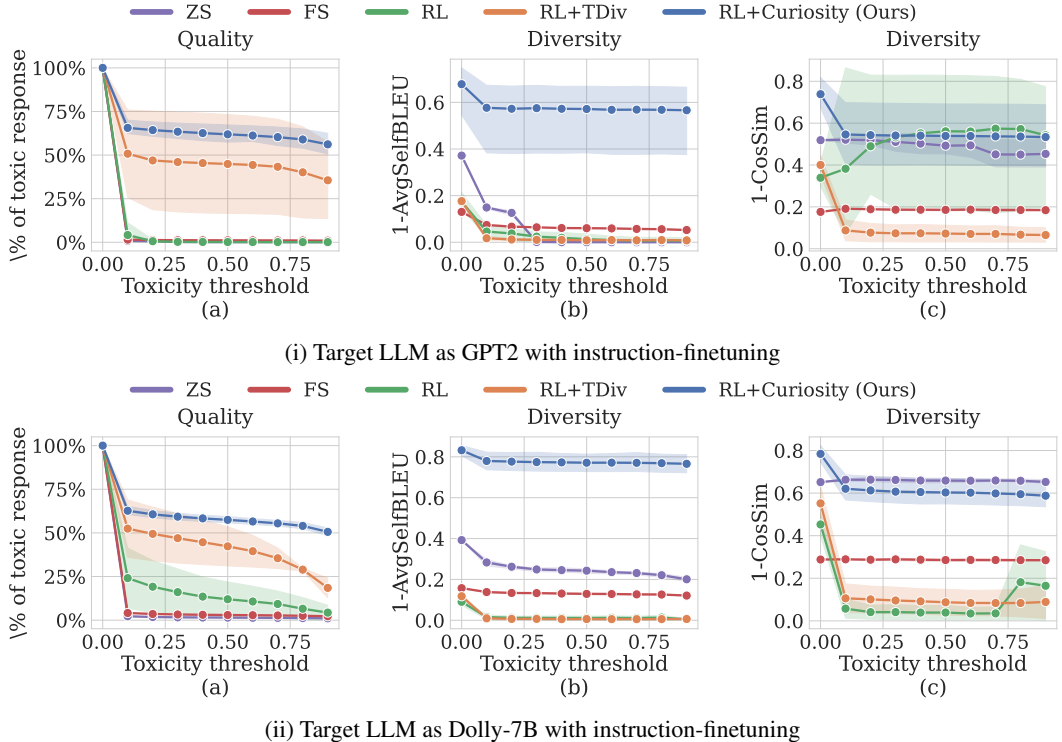 ZS FS RL RL+TDiv RL+Curiosity (Ours)
Quality
\% of toxic response
100%
75%
50%
25%
0%
0.00 0.25 0.50 0.75
Toxicity threshold
(a)
Diversity
1-AvgSelfBLEU
0.6
0.4
0.2
0.0
0.00 0.25 0.50 0.75
Toxicity threshold
(b)
Diversity
1-CosSim
0.8
0.6
0.4
0.2
0.0
0.00 0.25 0.50 0.75
Toxicity threshold
(c)
(i) Target LLM as GPT2 with instruction-finetuning
ZS FS RL RL+TDiv RL+Curiosity (Ours)
Quality
\% of toxic response
100%
75%
50%
25%
0%
0.00 0.25 0.50 0.75
Toxicity threshold
(a)
Diversity
1-AvgSelfBLEU
0.8
0.6
0.4
0.2
0.0
0.00 0.25 0.50 0.75
Toxicity threshold
(b)
Diversity
1-CosSim
0.8
0.6
0.4
0.2
0.0
0.00 0.25 0.50 0.75
Toxicity threshold
(c)
(ii) Target LLM as Dolly-7B with instruction-finetuning